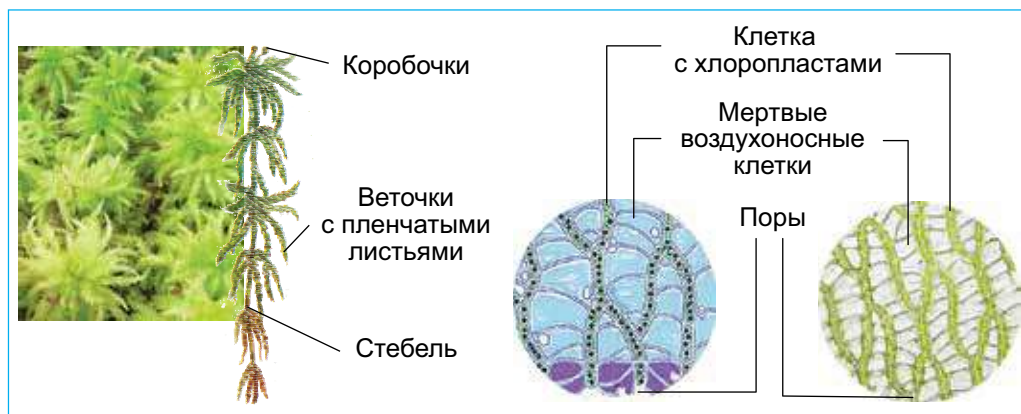 Коробочки
Веточки
с пленчатыми
листьями
Стебель
Клетка
с хлоропластами
Мертвые
воздухоносные
клетки
Поры